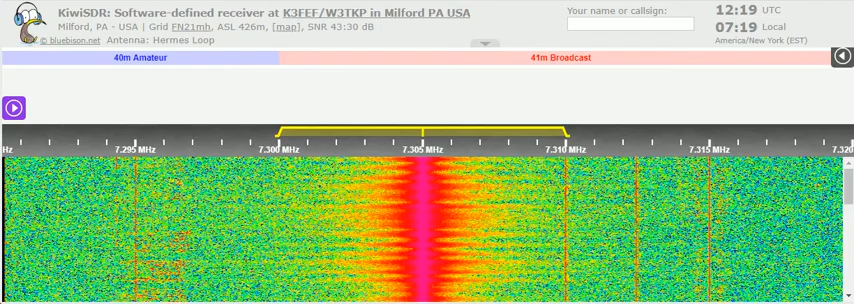 KiwiSDR: Software-defined receiver at K3FEF/W3TKP in Milford PA USA
Milford, PA - USA | Grid FN21mh, ASL 426m, [map], SNR 43:30 dB
© bluebison.net Antenna: Hermes Loop
Your name or callsign:
12:19 UTC
07:19 Local
America/New York (EST)
40m Amateur
41m Broadcast
Hz 7.295 MHz 7.300 MHz 7.305 MHz 7.310 MHz 7.315 MHz 7.320